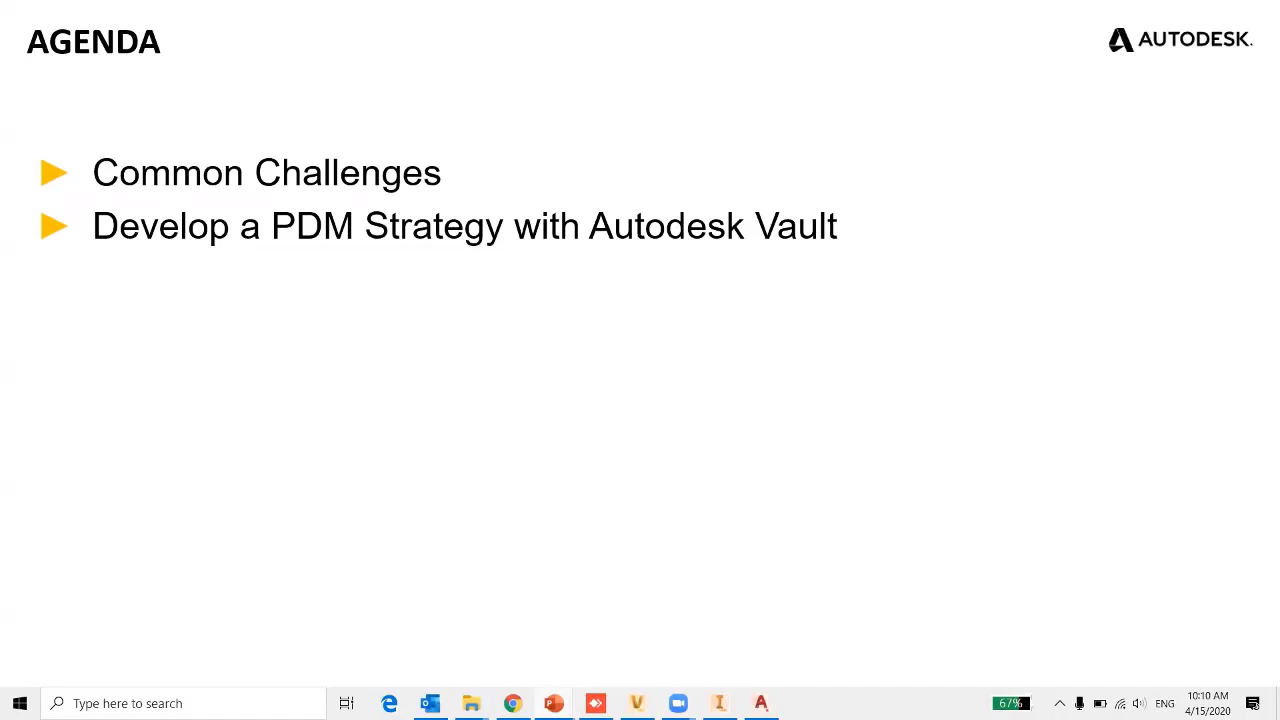 AGENDA
AUTODESK.
Common Challenges
Develop a PDM Strategy with Autodesk Vault
Type here to search
67%
ENG
10:10 AM
4/15/2020